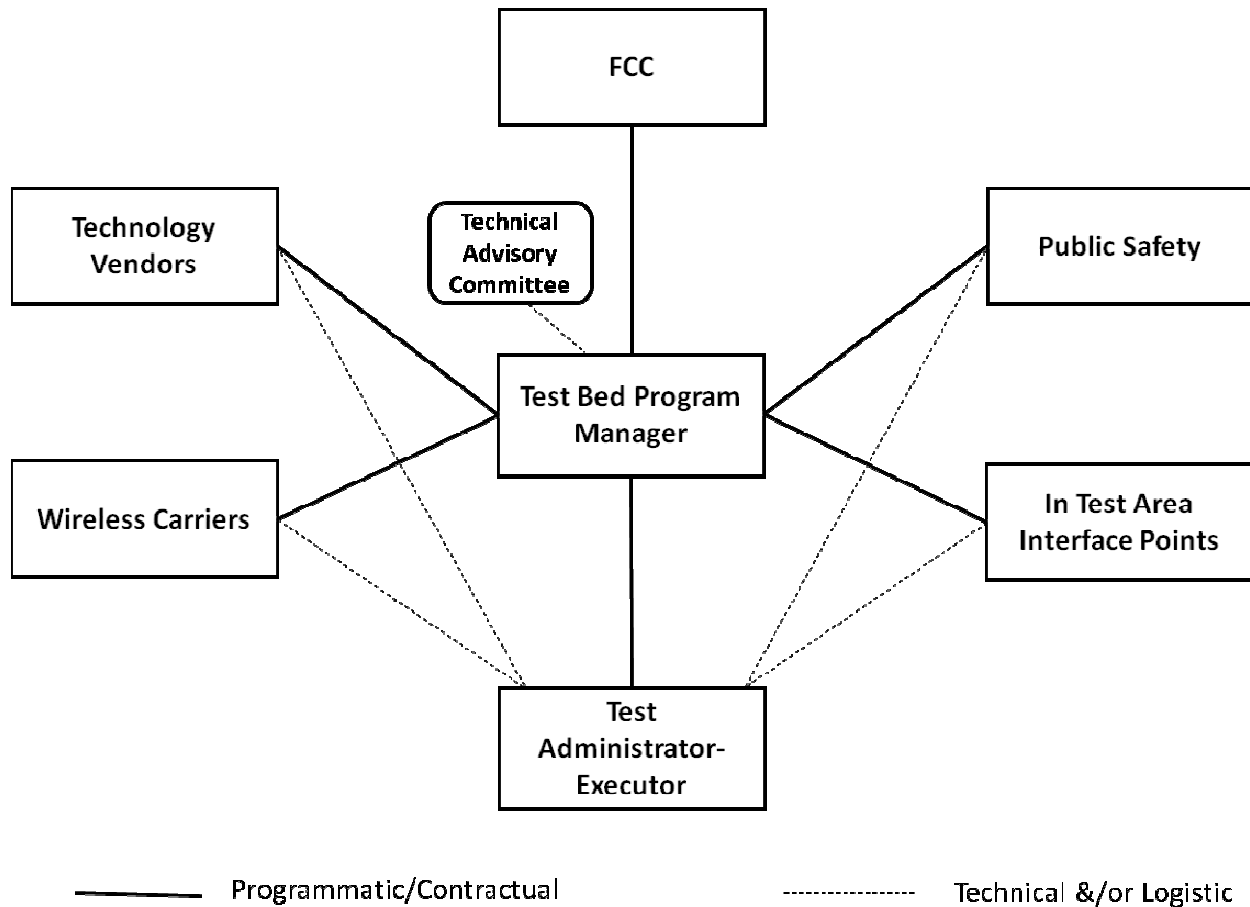 FCC
Technology
Vendors
Technical
Advisory
Committee
Public Safety
Test Bed Program
Manager
Wireless Carriers
In Test Area
Interface Points
Test
Administrator-
Executor
Programmatic/Contractual
Technical &/or Logistic